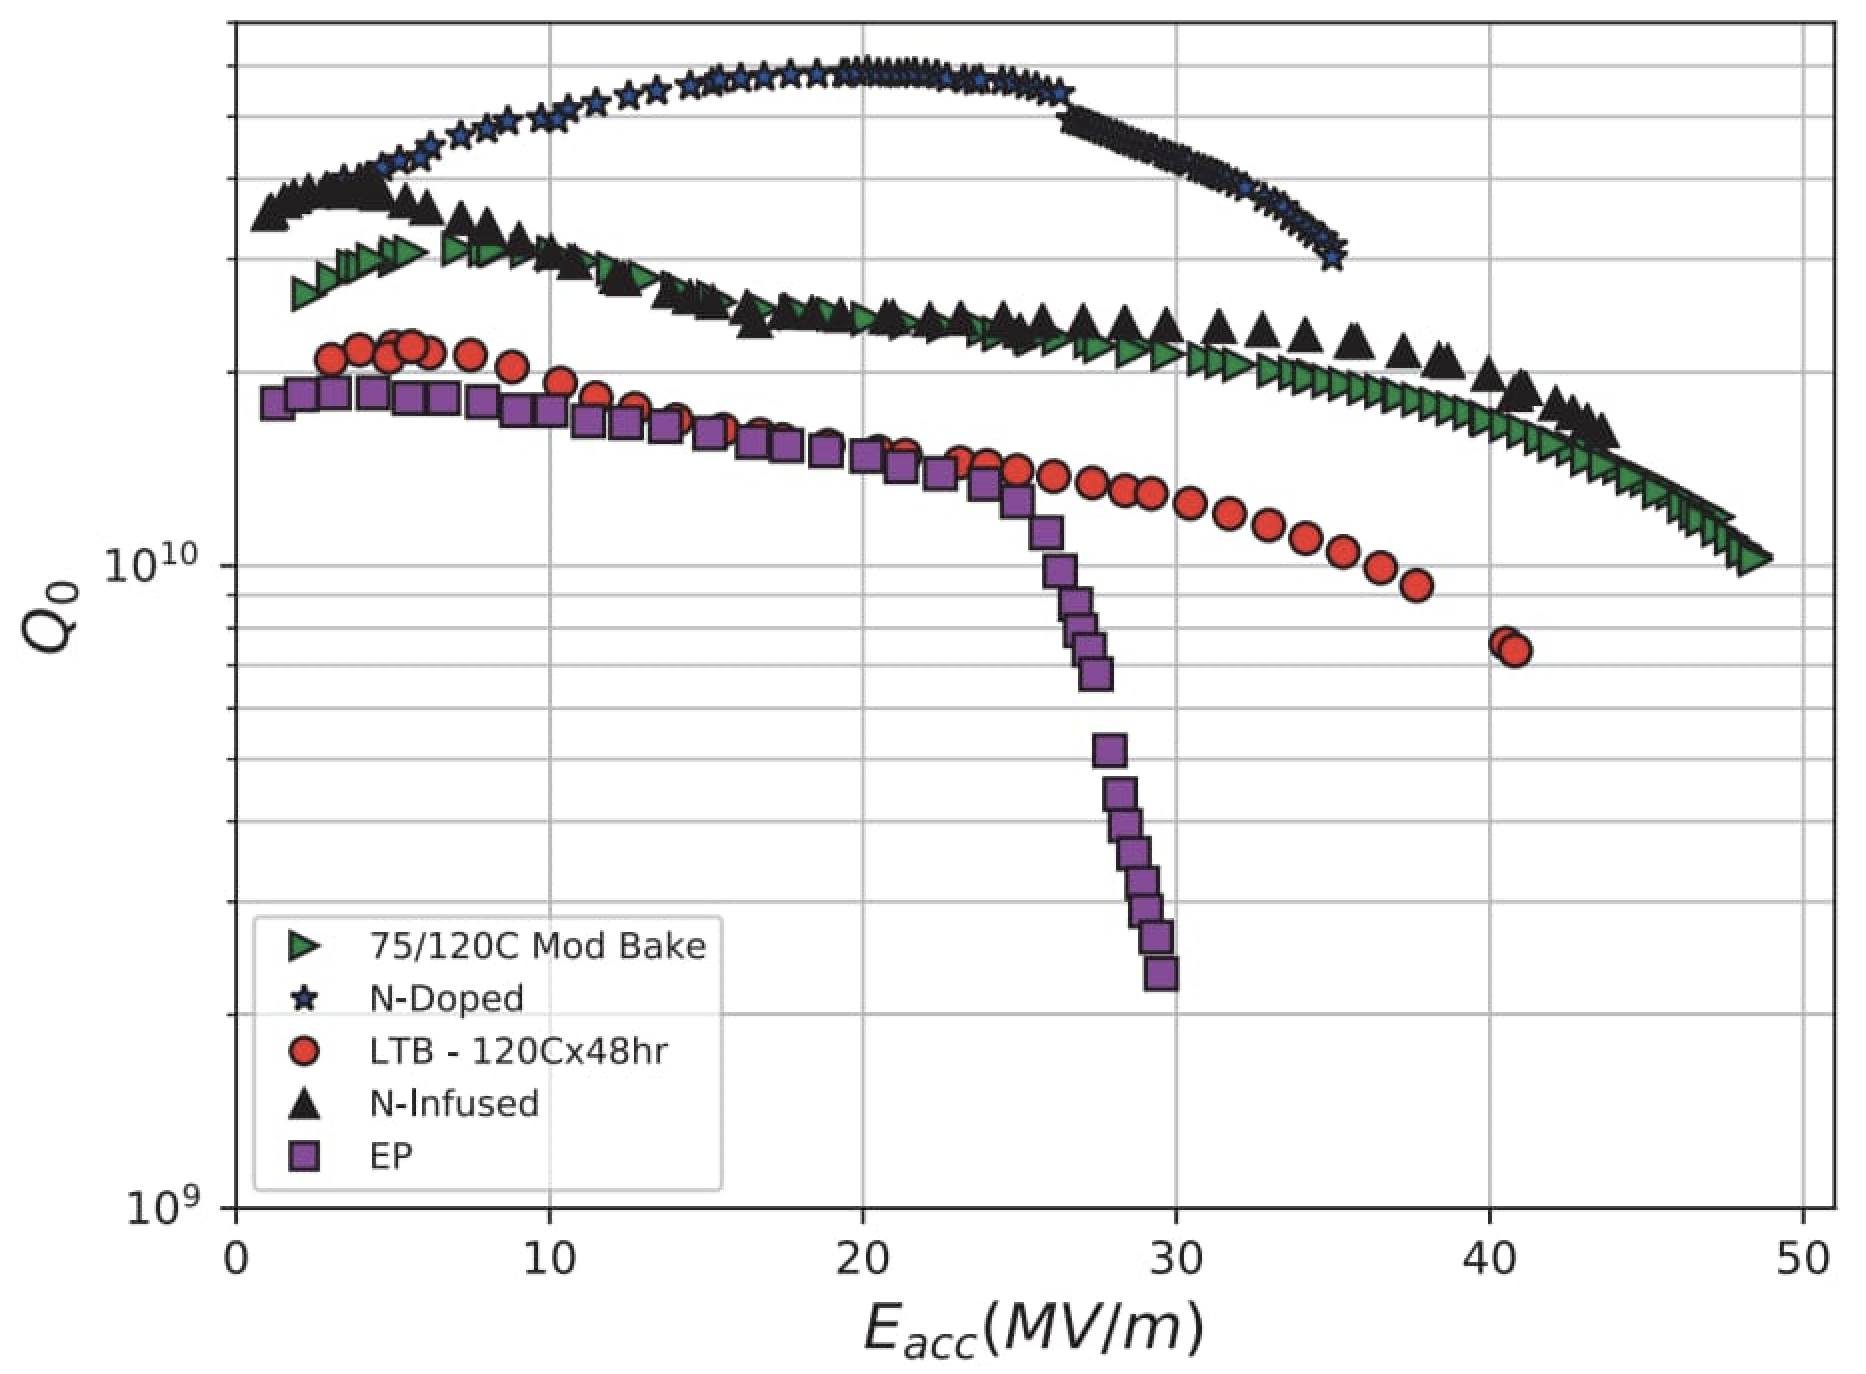 Q₀
10¹⁰
10⁹
75/120C Mod Bake
N-Doped
LTB - 120Cx48hr
N-Infused
EP
0 10 20 30 40 50
E_acc(MV/m)